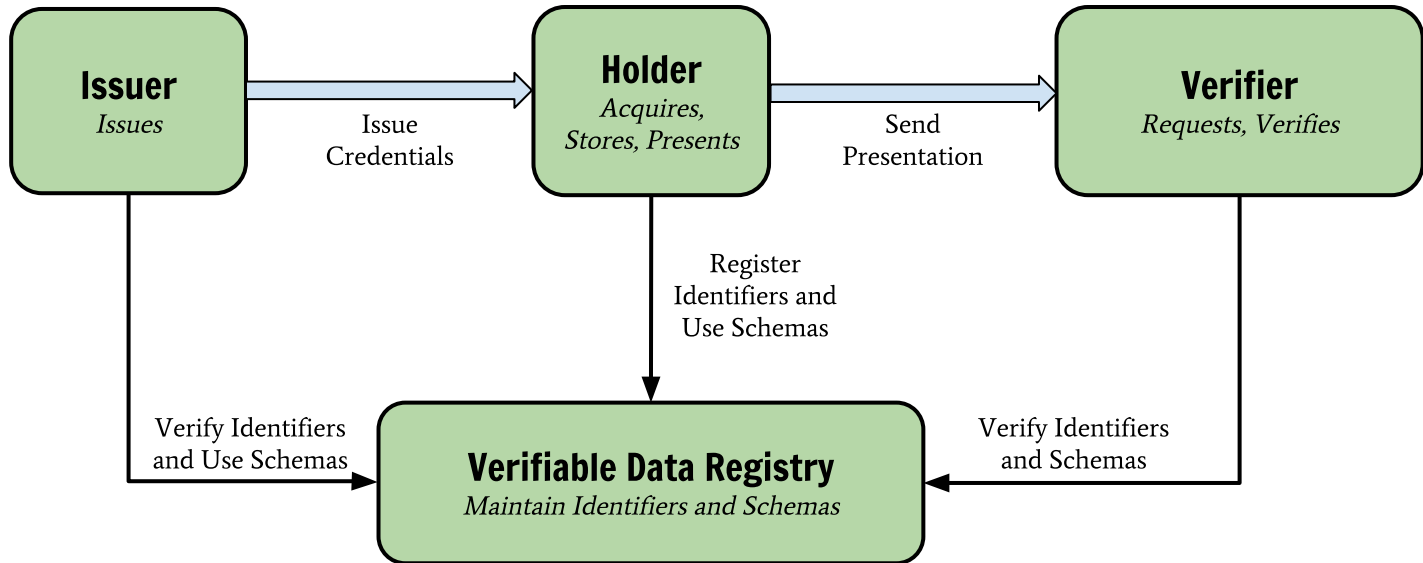 Issuer
Issues
Issue
Credentials
Holder
Acquires,
Stores, Presents
Send
Presentation
Verifier
Requests, Verifies
Register
Identifiers and
Use Schemas
Verify Identifiers
and Use Schemas
Verifiable Data Registry
Maintain Identifiers and Schemas
Verify Identifiers
and Schemas